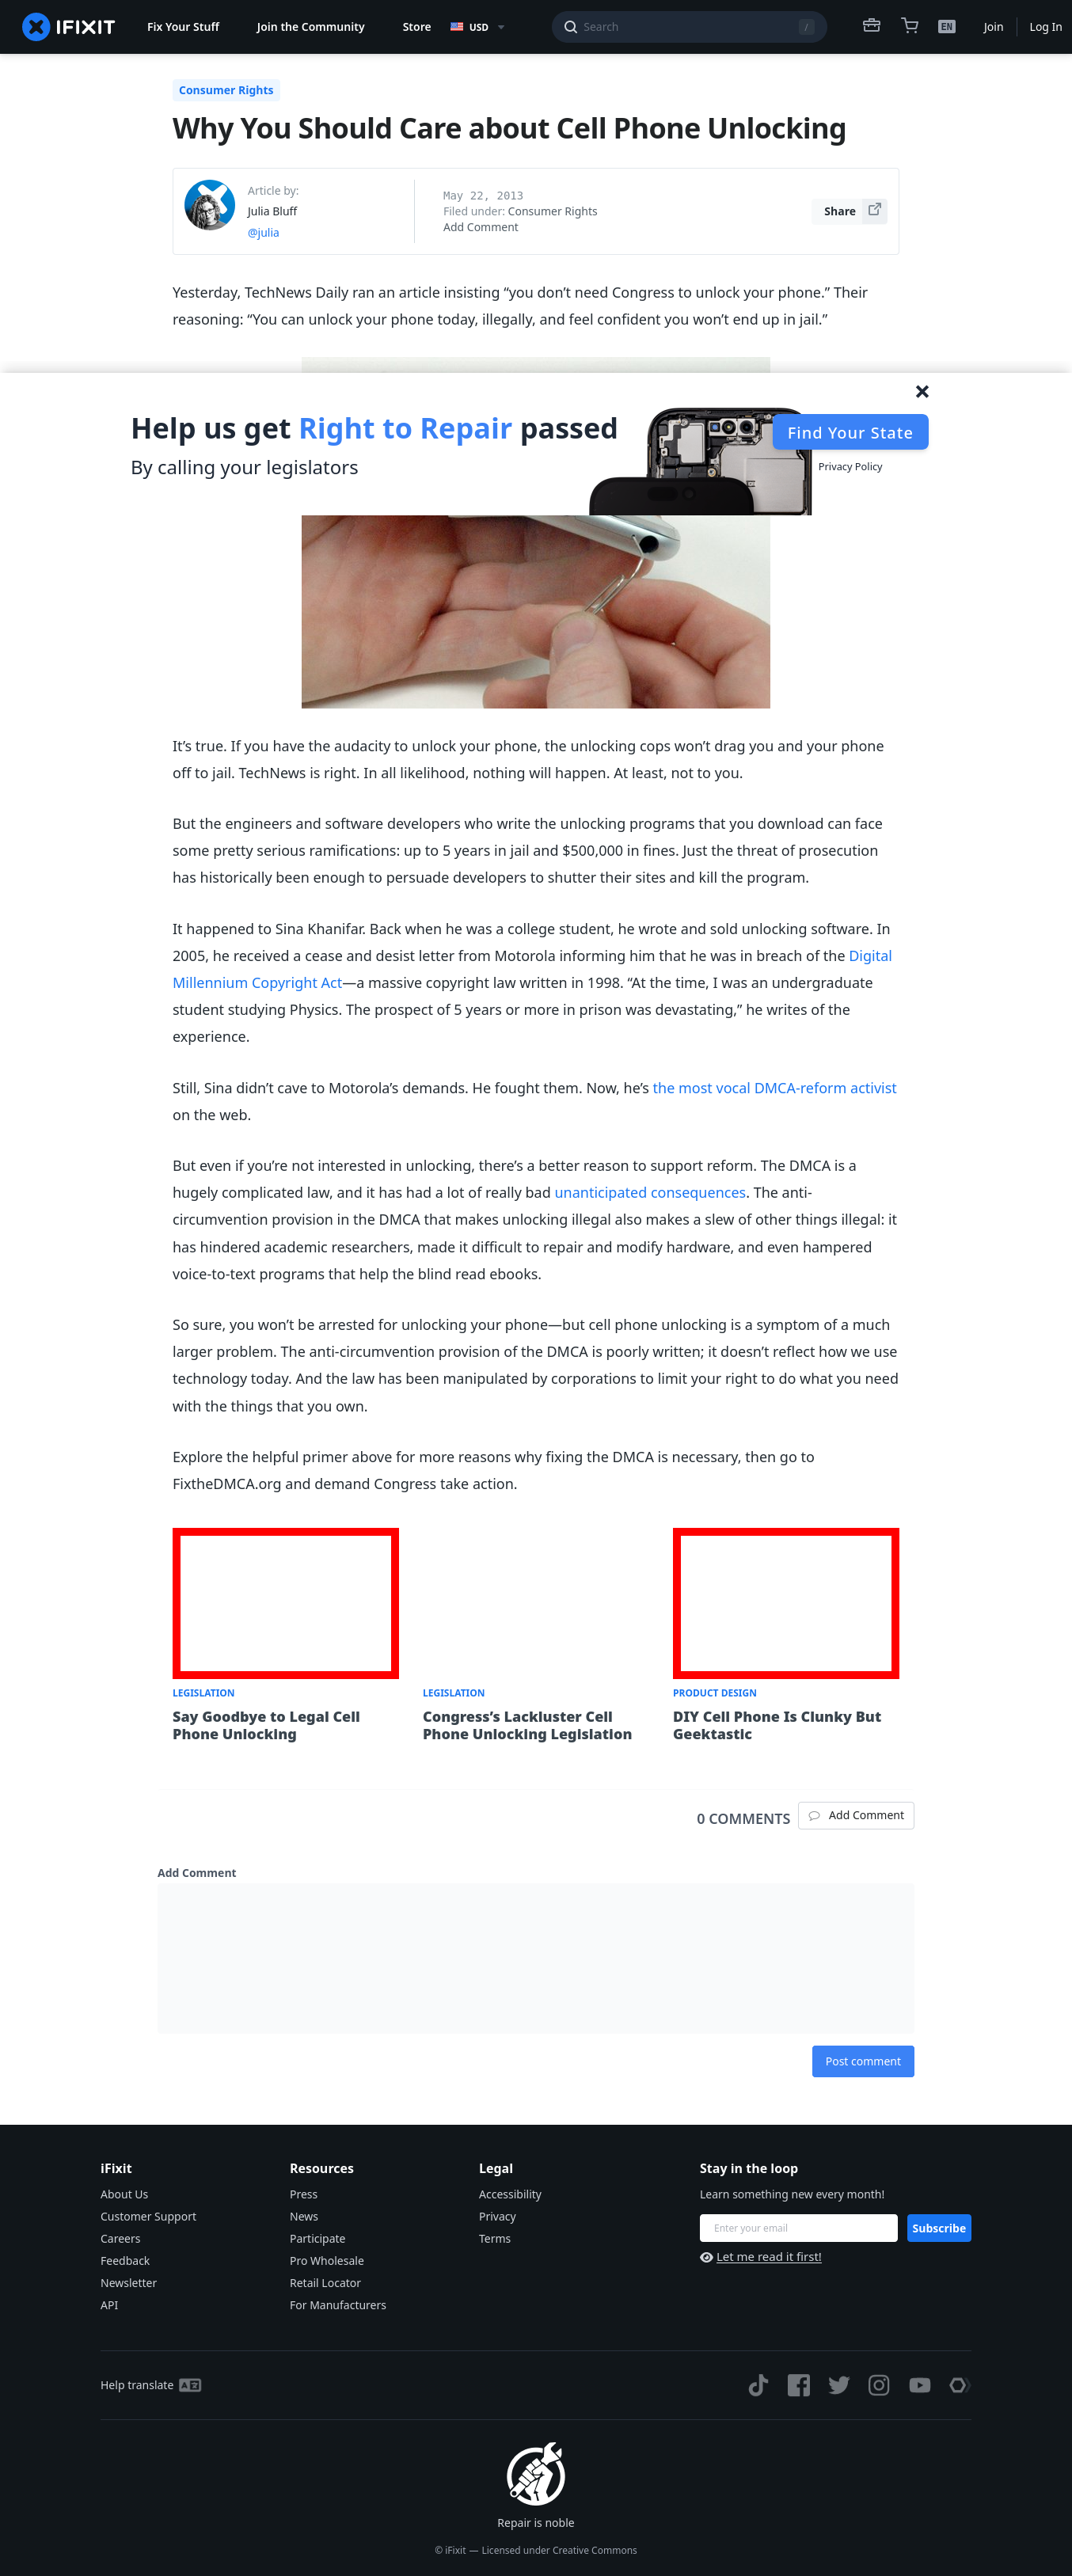 IFIXIT
Fix Your Stuff
Join the Community
Store
USD
Search
/
EN
Join
Log In
Consumer Rights
Why You Should Care about Cell Phone Unlocking
Article by:
Julia Bluff
@julia
May 22, 2013
Filed under: Consumer Rights
Add Comment
Share
Yesterday, TechNews Daily ran an article insisting “you don’t need Congress to unlock your phone.” Their
reasoning: “You can unlock your phone today, illegally, and feel confident you won’t end up in jail.”
Help us get Right to Repair passed
By calling your legislators
Find Your State
Privacy Policy
It’s true. If you have the audacity to unlock your phone, the unlocking cops won’t drag you and your phone
off to jail. TechNews is right. In all likelihood, nothing will happen. At least, not to you.
But the engineers and software developers who write the unlocking programs that you download can face
some pretty serious ramifications: up to 5 years in jail and $500,000 in fines. Just the threat of prosecution
has historically been enough to persuade developers to shutter their sites and kill the program.
It happened to Sina Khanifar. Back when he was a college student, he wrote and sold unlocking software. In
2005, he received a cease and desist letter from Motorola informing him that he was in breach of the Digital
Millennium Copyright Act—a massive copyright law written in 1998. “At the time, I was an undergraduate
student studying Physics. The prospect of 5 years or more in prison was devastating,” he writes of the
experience.
Still, Sina didn’t cave to Motorola’s demands. He fought them. Now, he’s the most vocal DMCA-reform activist
on the web.
But even if you’re not interested in unlocking, there’s a better reason to support reform. The DMCA is a
hugely complicated law, and it has had a lot of really bad unanticipated consequences. The anti-
circumvention provision in the DMCA that makes unlocking illegal also makes a slew of other things illegal: it
has hindered academic researchers, made it difficult to repair and modify hardware, and even hampered
voice-to-text programs that help the blind read ebooks.
So sure, you won’t be arrested for unlocking your phone—but cell phone unlocking is a symptom of a much
larger problem. The anti-circumvention provision of the DMCA is poorly written; it doesn’t reflect how we use
technology today. And the law has been manipulated by corporations to limit your right to do what you need
with the things that you own.
Explore the helpful primer above for more reasons why fixing the DMCA is necessary, then go to
FixtheDMCA.org and demand Congress take action.
LEGISLATION
Say Goodbye to Legal Cell
Phone Unlocking
LEGISLATION
Congress’s Lackluster Cell
Phone Unlocking Legislation
PRODUCT DESIGN
DIY Cell Phone Is Clunky But
Geektastic
0 COMMENTS
Add Comment
Add Comment
Post comment
iFixit
About Us
Customer Support
Careers
Feedback
Newsletter
API
Resources
Press
News
Participate
Pro Wholesale
Retail Locator
For Manufacturers
Legal
Accessibility
Privacy
Terms
Stay in the loop
Learn something new every month!
Enter your email
Subscribe
Let me read it first!
Help translate
Repair is noble
© iFixit — Licensed under Creative Commons